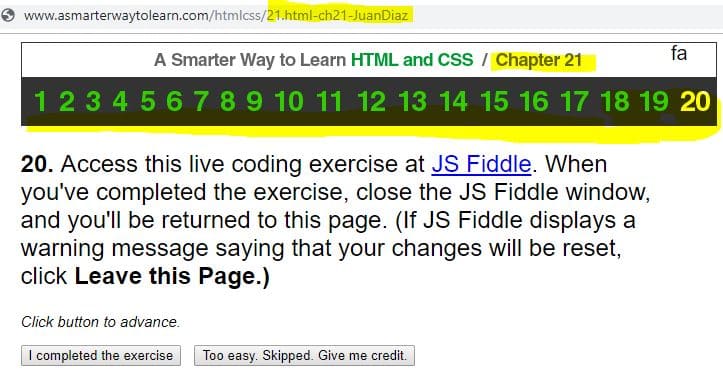 www.asmarterwaytolearn.com/htmlcss/21.html-ch21-JuanDiaz
A Smarter Way to Learn HTML and CSS / Chapter 21 fa
1 2 3 4 5 6 7 8 9 10 11 12 13 14 15 16 17 18 19 20
20. Access this live coding exercise at JS Fiddle. When
you've completed the exercise, close the JS Fiddle window,
and you'll be returned to this page. (If JS Fiddle displays a
warning message saying that your changes will be reset,
click Leave this Page.)
Click button to advance.
I completed the exercise Too easy. Skipped. Give me credit.